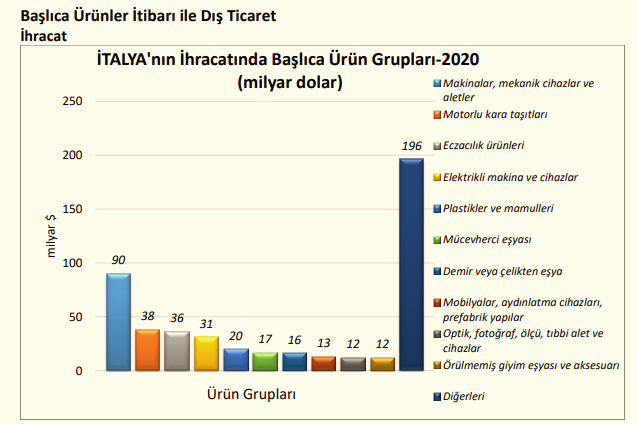 Başlıca Ürünler İtibarı ile Dış Ticaret
İhracat
İTALYA'nın İhracatında Başlıca Ürün Grupları-2020
(milyar dolar)
milyar $
250
200
150
100
50
0
90
38
36
31
20
17
16
13
12
12
196
Ürün Grupları
Makinalar, mekanik cihazlar ve
aletler
Motorlu kara taşıtları
Eczacılık ürünleri
Elektrikli makina ve cihazlar
Plastikler ve mamulleri
Mücevherci eşyası
Demir veya çelikten eşya
Mobilyalar, aydınlatma cihazları,
prefabrik yapılar
Optik, fotoğraf, ölçü, tıbbi alet ve
cihazlar
Örülmemiş giyim eşyası ve aksesuarı
Diğerleri